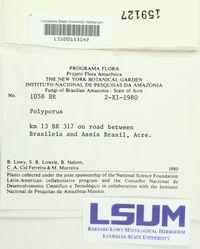 Louisiana State University Herbarium
LSU00153142
159127
PROGRAMA FLORA
Projeto Flora Amazônica
THE NEW YORK BOTANICAL GARDEN
INSTITUTO NACIONAL DE PESQUISAS DA AMAZONIA
Fungi of Brazilian Amazonia - State of Acre
No. 1058 BR 2-XI-1980
Polyporus
km 13 BR 317 on road between
Brasileia and Assis Brasil, Acre.
B. Lowy, S. R. Lowrie, B. Nelson,
C. A. Cid Ferreira & M. Moreira 1980
Plants collected under the joint sponsorship of the National Science Foundation
Latin-American collaborative program and the Conselho Nacional de
Desenvolvimento Científico e Tecnológico in collaboration with the Instituto
Nacional de Pesquisas da Amazonia, Manaus.
LSUM
BERNARD LOWY MYCOLOGICAL HERBARIUM
LOUISIANA STATE UNIVERSITY